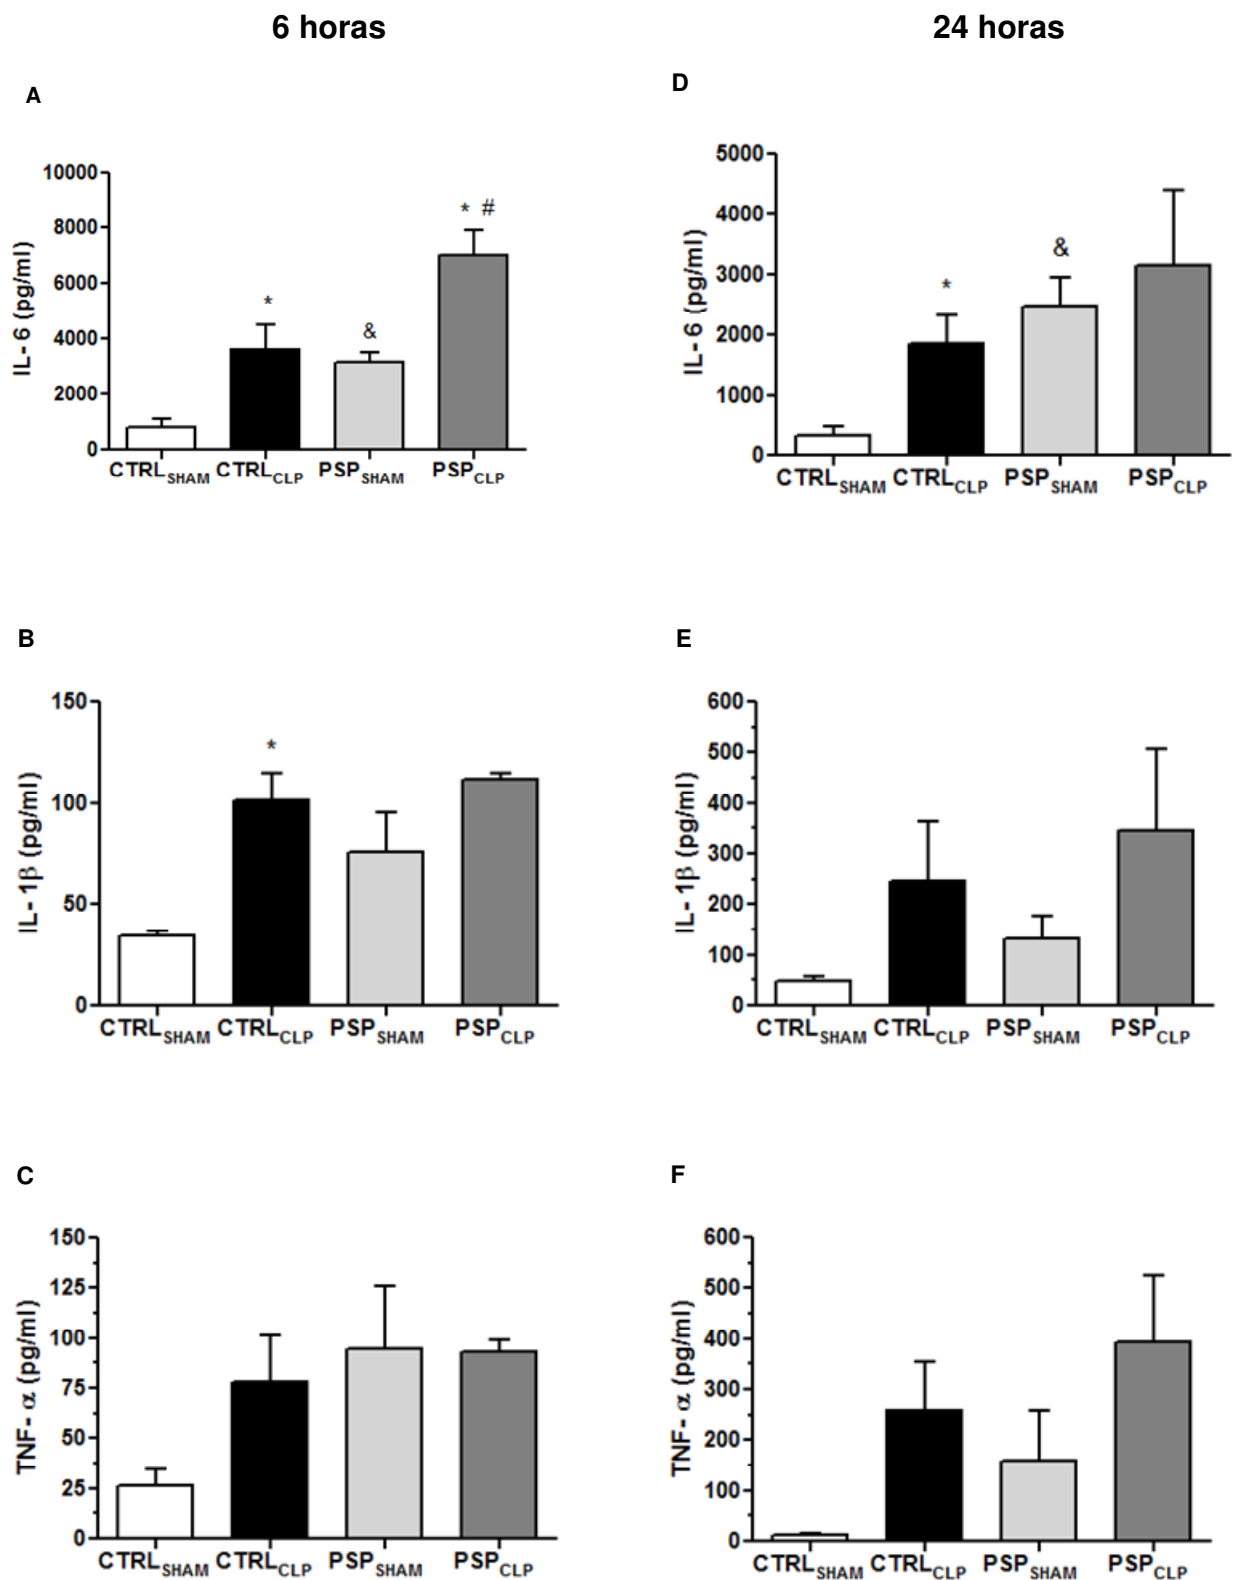 6 horas
24 horas
A
IL- 6 (pg/ml)
10000
8000
6000
4000
2000
0
*
&
* #
CTRLSHAM CTRLCLP PSPSHAM PSPCLP
D
IL- 6 (pg/ml)
5000
4000
3000
2000
1000
0
*
&
CTRLSHAM CTRLCLP PSPSHAM PSPCLP
B
IL- 1β (pg/ml)
150
100
50
0
*
CTRLSHAM CTRLCLP PSPSHAM PSPCLP
E
IL- 1β (pg/ml)
600
500
400
300
200
100
0
CTRLSHAM CTRLCLP PSPSHAM PSPCLP
C
TNF- α (pg/ml)
150
125
100
75
50
25
0
CTRLSHAM CTRLCLP PSPSHAM PSPCLP
F
TNF- α (pg/ml)
600
500
400
300
200
100
0
CTRLSHAM CTRLCLP PSPSHAM PSPCLP